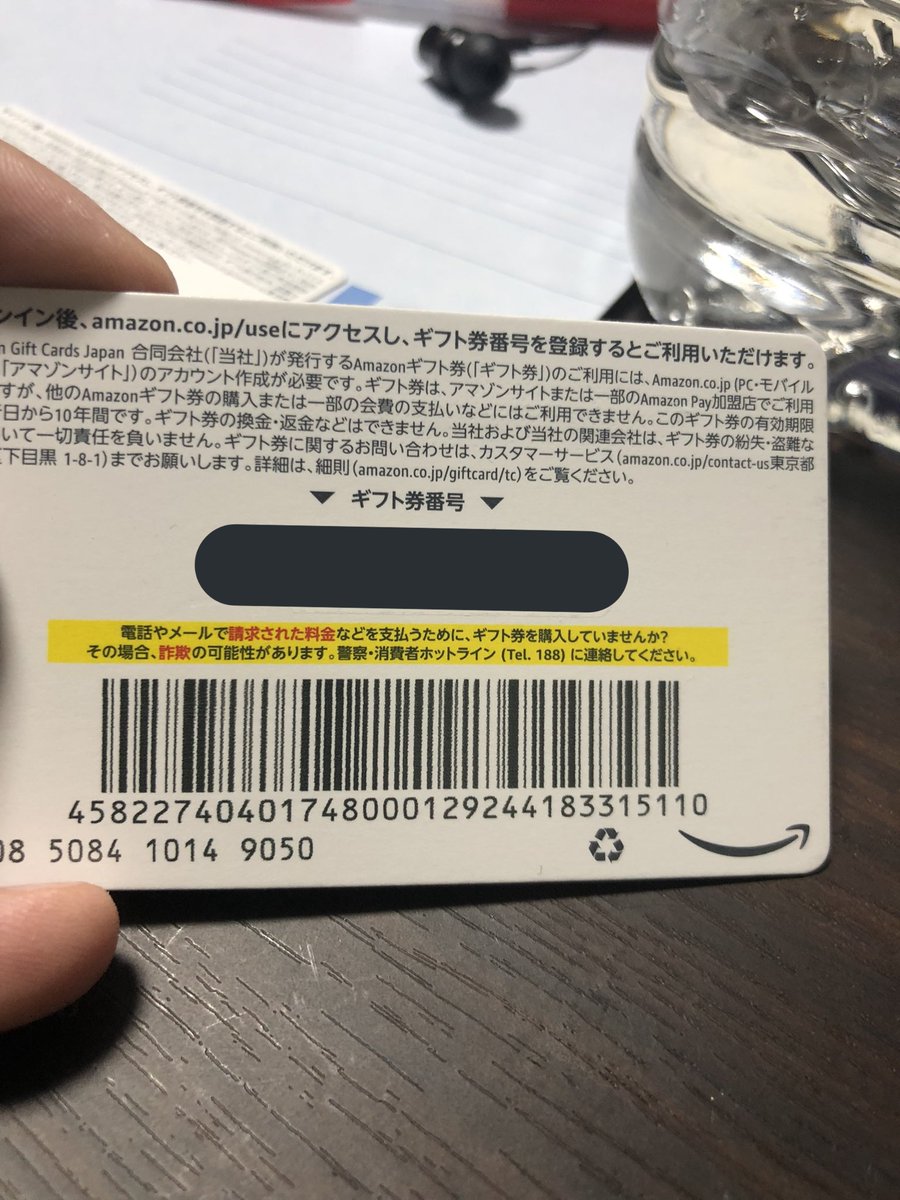 イン後、amazon.co.jp/useにアクセスし、ギフト券番号を登録するとご利用いただけます。
n Gift Cards Japan 合同会社(「当社」)が発行するAmazonギフト券(「ギフト券」)のご利用には、Amazon.co.jp (PC・モバイル
「アマゾンサイト」)のアカウント作成が必要です。ギフト券は、アマゾンサイトまたは一部のAmazon Pay加盟店でご利用
すが、他のAmazonギフト券の購入または一部の会費の支払いなどにはご利用できません。このギフト券の有効期限
日から10年間です。ギフト券の換金・返金などはできません。当社および当社の関連会社は、ギフト券の紛失・盗難な
いて一切責任を負いません。ギフト券に関するお問い合わせは、カスタマーサービス(amazon.co.jp/contact-us東京都
下目黒 1-8-1)までお願いします。詳細は、細則(amazon.co.jp/giftcard/tc)をご覧ください。
▼ ギフト券番号 ▼
電話やメールで請求された料金などを支払うために、ギフト券を購入していませんか?
その場合、詐欺の可能性があります。警察・消費者ホットライン (Tel. 188) に連絡してください。
45822740401748000129244183315110
08 5084 1014 9050